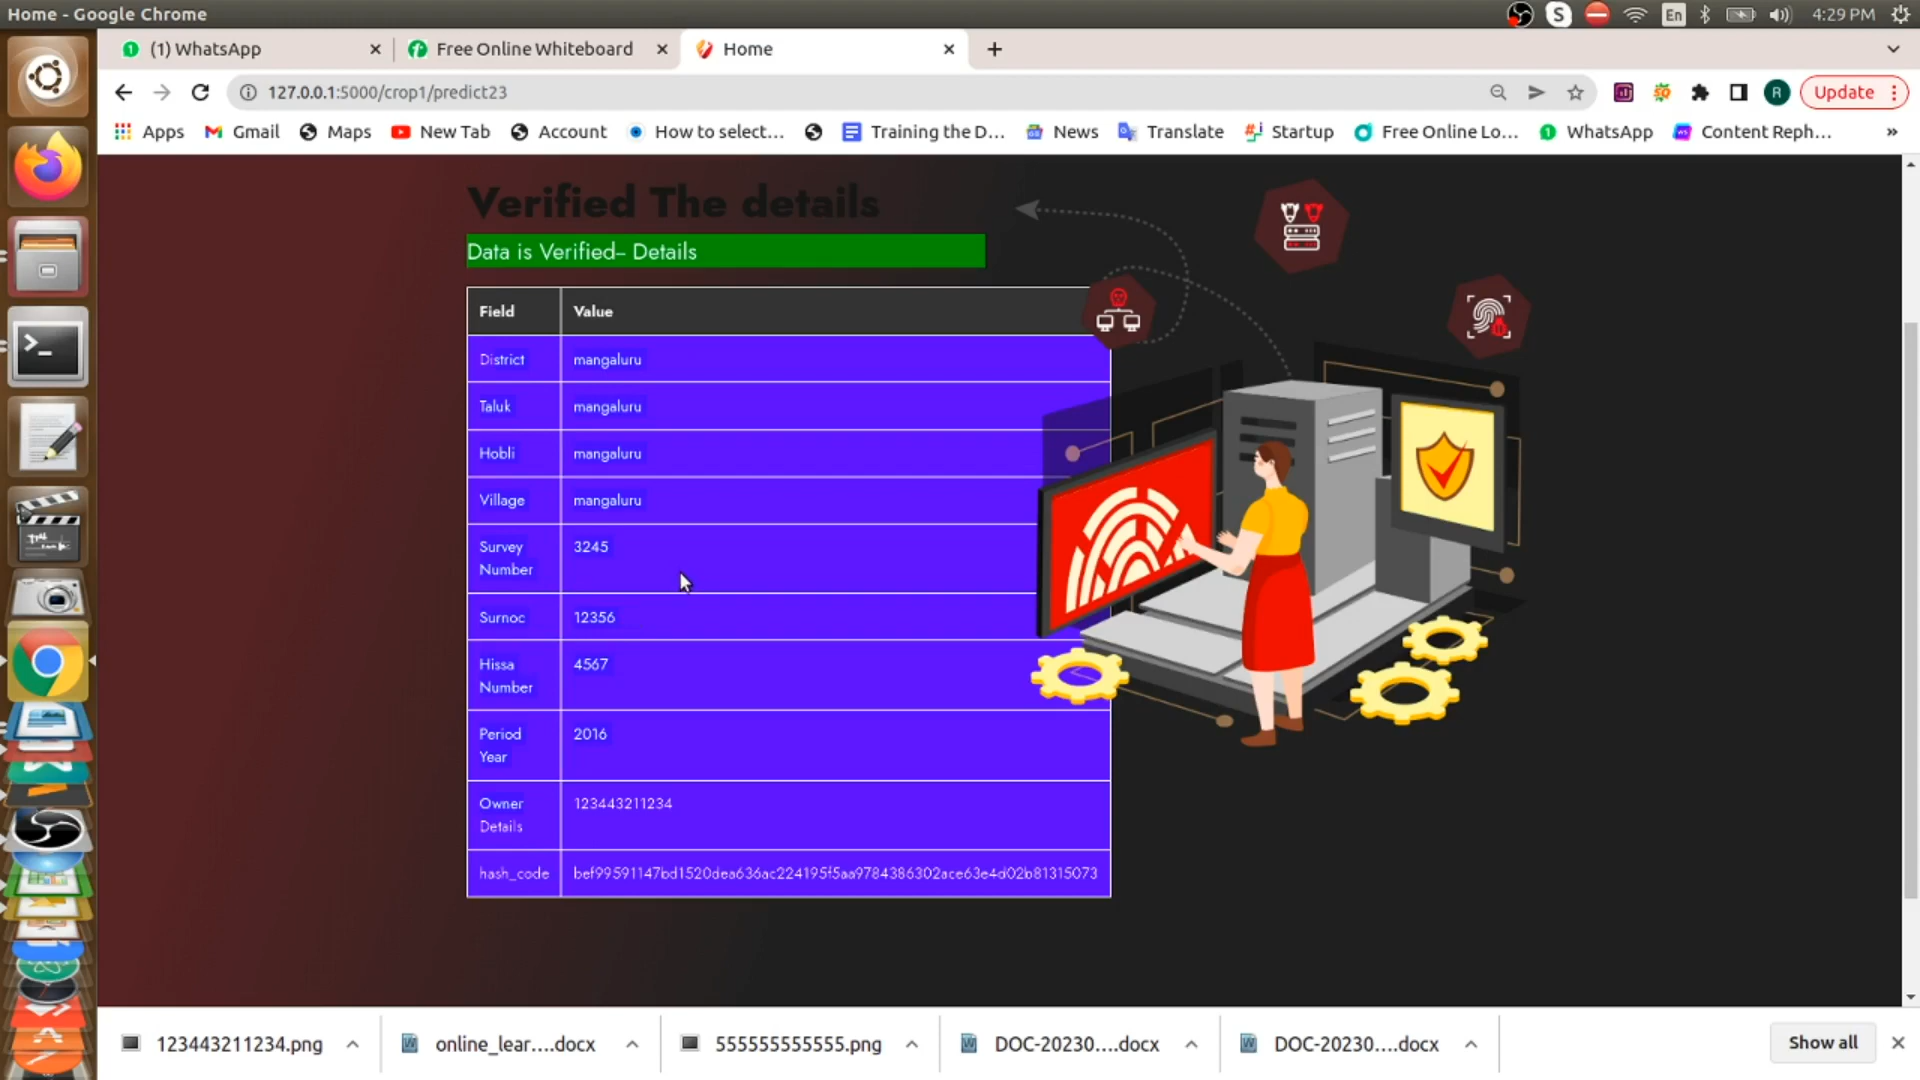 Home - Google Chrome
En
4:29 PM
(1) WhatsApp
Free Online Whiteboard
Home
127.0.0.1:5000/crop1/predict23
R
Update
Apps
Gmail
Maps
New Tab
Account
How to select...
Training the D...
News
Translate
Startup
Free Online Lo...
WhatsApp
Content Reph...
»
Verified The details
Data is Verified-- Details
Field Value
District mangaluru
Taluk mangaluru
Hobli mangaluru
Village mangaluru
Survey Number 3245
Surnoc 12356
Hissa Number 4567
Period Year 2016
Owner Details 123443211234
hash_code bef99591147bd1520dea636ac224195f5aa9784386302ace63e4d02b81315073
123443211234.png
online_lear....docx
555555555555.png
DOC-20230....docx
DOC-20230....docx
Show all